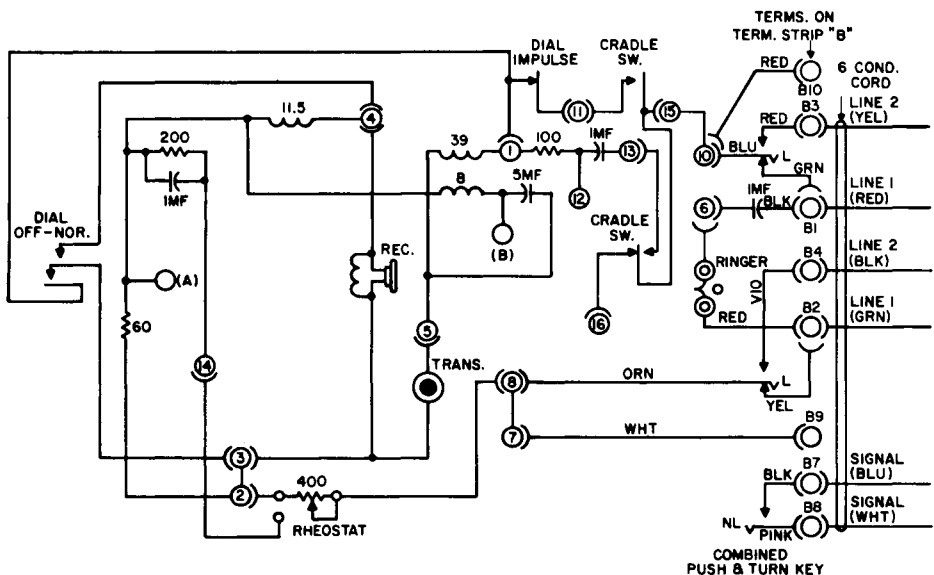 TERMS. ON
TERM. STRIP "B"
DIAL
IMPULSE
CRADLE
SW.
RED
B10
6 COND.
CORD
11.5
4
11
15
RED
B3
LINE 2
(YEL)
200
1MF
39
1
100
1MF
13
10
BLU
L
GRN
8
5MF
12
6
1MF
BLK
B1
LINE 1
(RED)
DIAL
OFF-NOR.
(A)
(B)
CRADLE
SW.
REC.
RINGER
B4
LINE 2
(BLK)
V10
60
5
16
RED
B2
LINE 1
(GRN)
14
TRANS.
8
ORN
L
YEL
7
WHT
B9
3
2
400
RHEOSTAT
BLK
B7
SIGNAL
(BLU)
NL
PINK
B8
SIGNAL
(WHT)
COMBINED
PUSH & TURN KEY